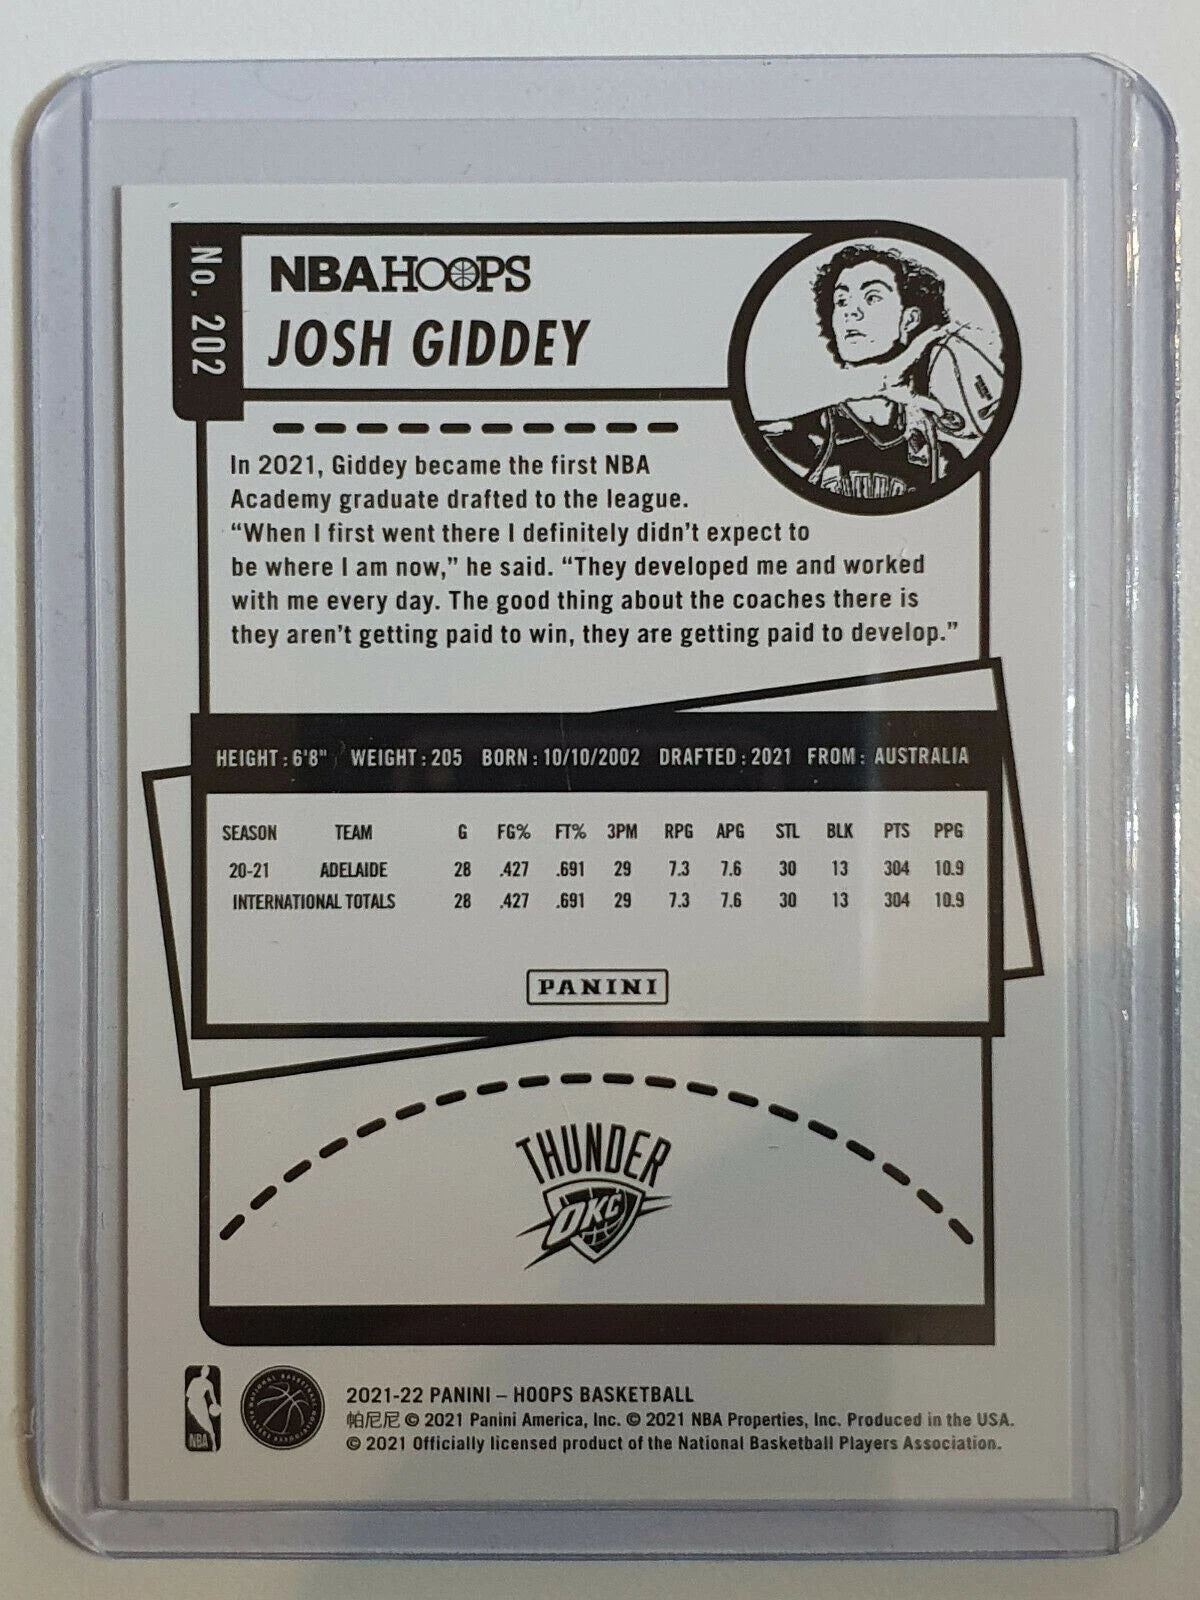 No. 202
NBA HOOPS
JOSH GIDDEY
In 2021, Giddey became the first NBA
Academy graduate drafted to the league.
“When I first went there I definitely didn’t expect to
be where I am now,” he said. “They developed me and worked
with me every day. The good thing about the coaches there is
they aren’t getting paid to win, they are getting paid to develop.”
HEIGHT : 6'8" WEIGHT : 205 BORN : 10/10/2002 DRAFTED : 2021 FROM : AUSTRALIA
SEASON TEAM G FG% FT% 3PM RPG APG STL BLK PTS PPG
20-21 ADELAIDE 28 .427 .691 29 7.3 7.6 30 13 304 10.9
INTERNATIONAL TOTALS 28 .427 .691 29 7.3 7.6 30 13 304 10.9
PANINI
THUNDER
OKC
NBA
NATIONAL BASKETBALL PLAYERS ASSOCIATION
2021-22 PANINI – HOOPS BASKETBALL
帕尼尼 © 2021 Panini America, Inc. © 2021 NBA Properties, Inc. Produced in the USA.
© 2021 Officially licensed product of the National Basketball Players Association.